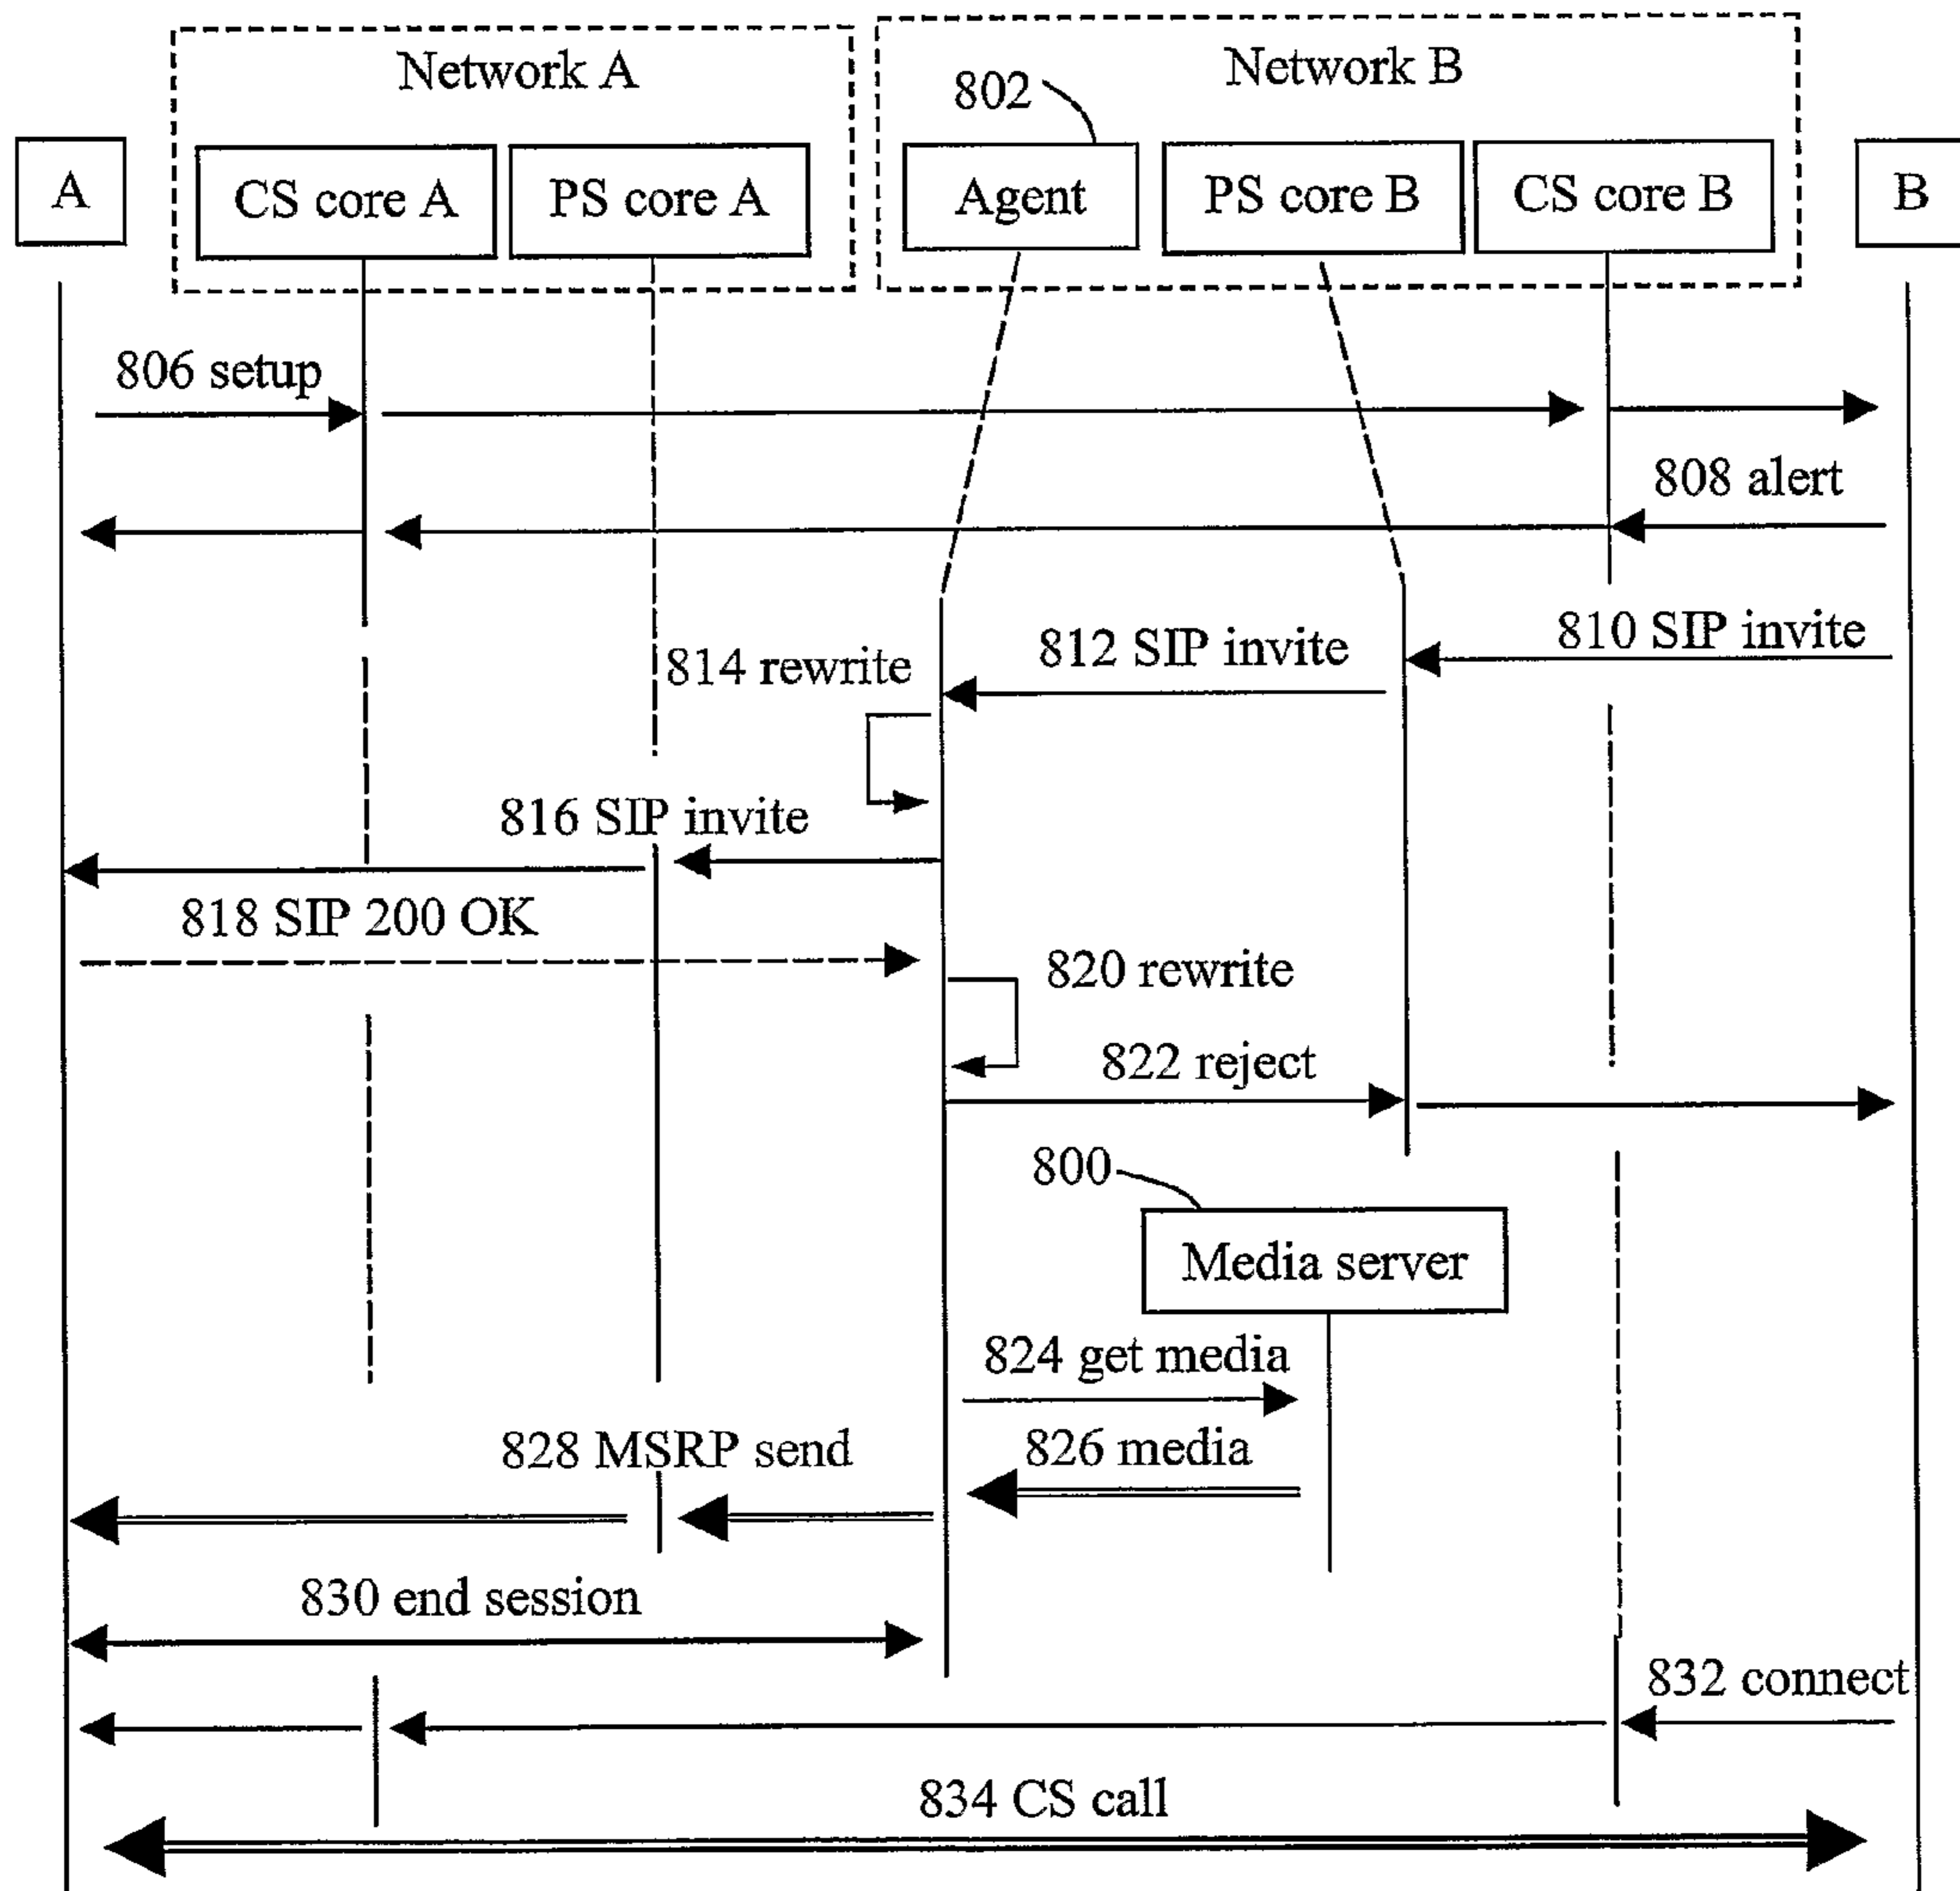 Network A
Network B
802
A
CS core A
PS core A
Agent
PS core B
CS core B
B
806 setup
808 alert
810 SIP invite
812 SIP invite
814 rewrite
816 SIP invite
818 SIP 200 OK
820 rewrite
822 reject
800
Media server
824 get media
826 media
828 MSRP send
830 end session
832 connect
834 CS call